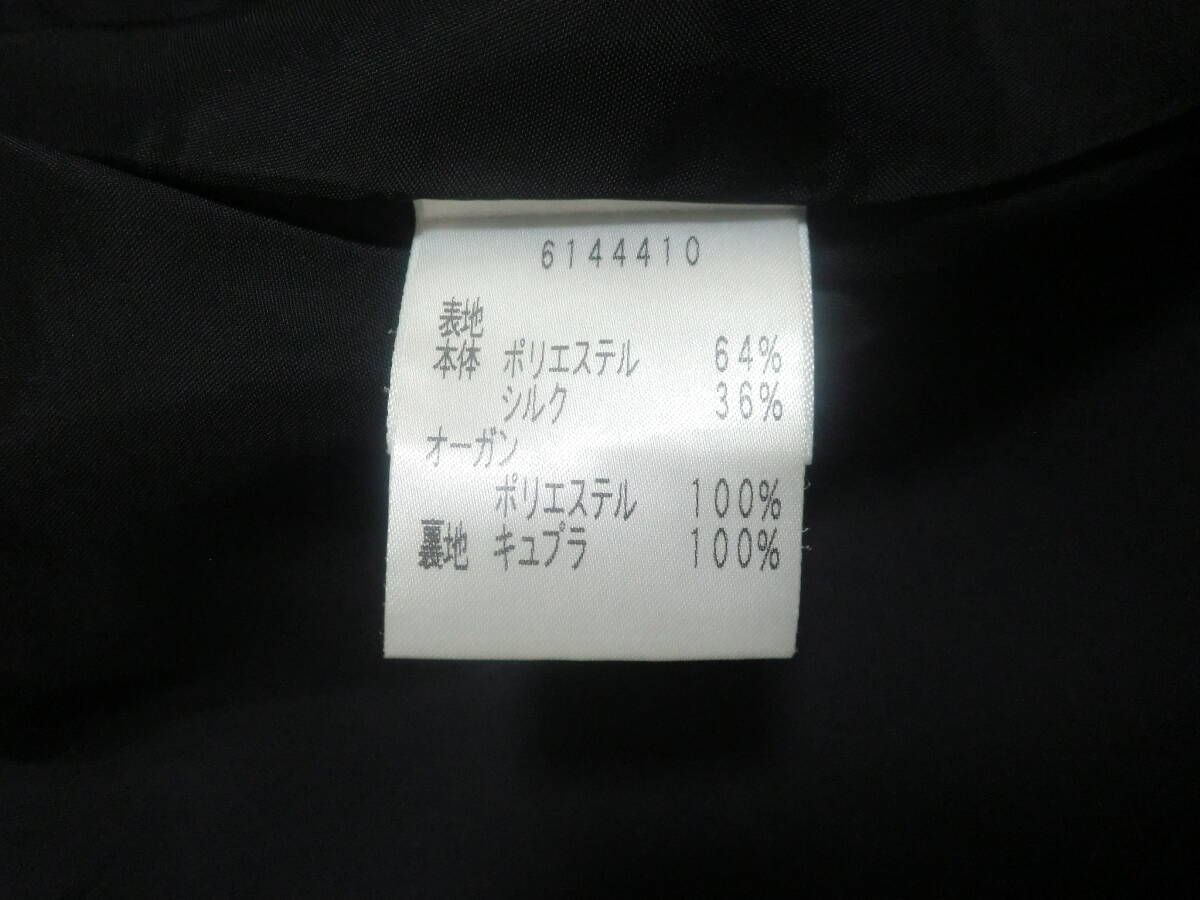 6144410
表地
本体 ポリエステル 64%
シルク 36%
オーガン
ポリエステル 100%
裏地 キュプラ 100%